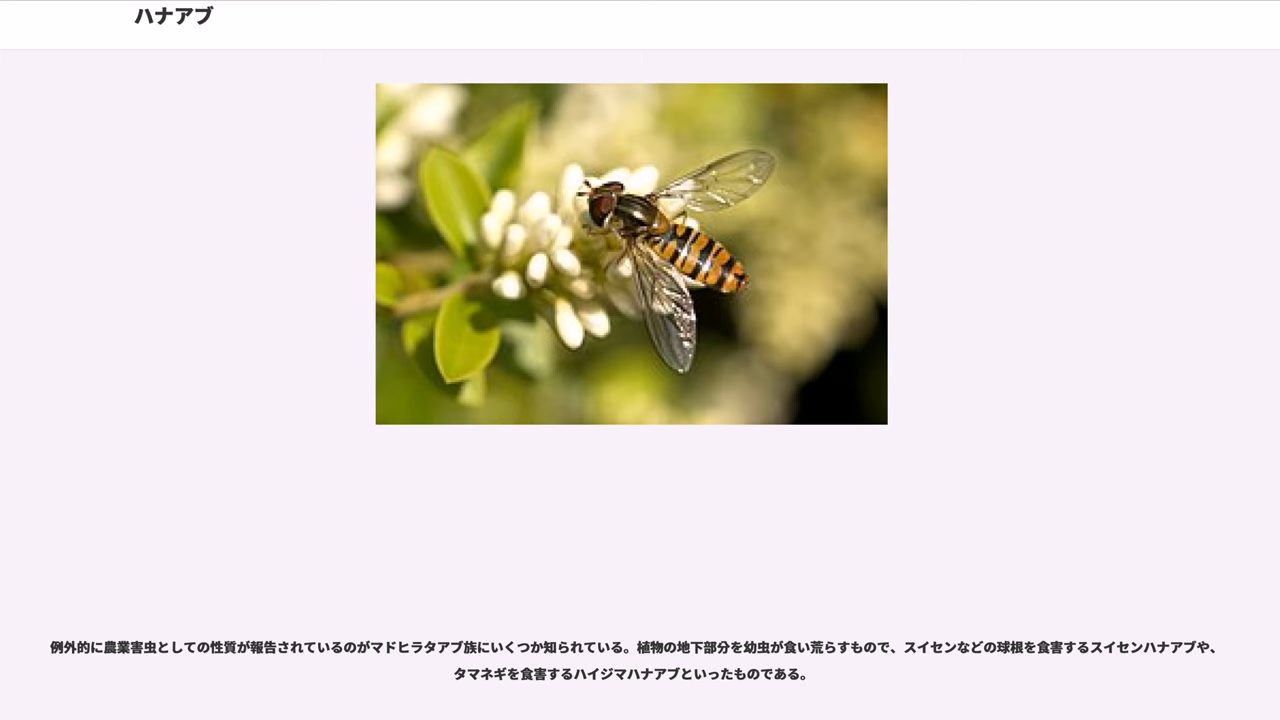 ハナアブ
例外的に農業害虫としての性質が報告されているのがマドヒラタアブ族にいくつか知られている。植物の地下部分を幼虫が食い荒らすもので、スイセンなどの球根を食害するスイセンハナアブや、
タマネギを食害するハイジマハナアブといったものである。